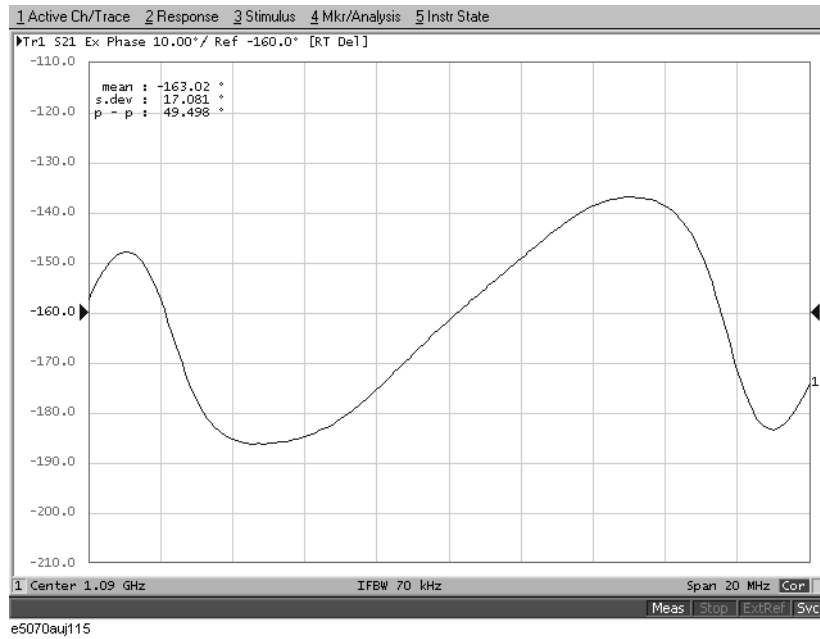 1 Active Ch/Trace 2 Response 3 Stimulus 4 Mkr/Analysis 5 Instr State
Tr1 S21 Ex Phase 10.00°/ Ref -160.0° [RT Del]
-110.0
mean : -163.02 °
s.dev : 17.081 °
p - p : 49.498 °
-120.0
-130.0
-140.0
-150.0
-160.0
-170.0
1
-180.0
-190.0
-200.0
-210.0
1 Center 1.09 GHz IFBW 70 kHz Span 20 MHz Cor
Meas Stop ExtRef Svc
e5070auj115